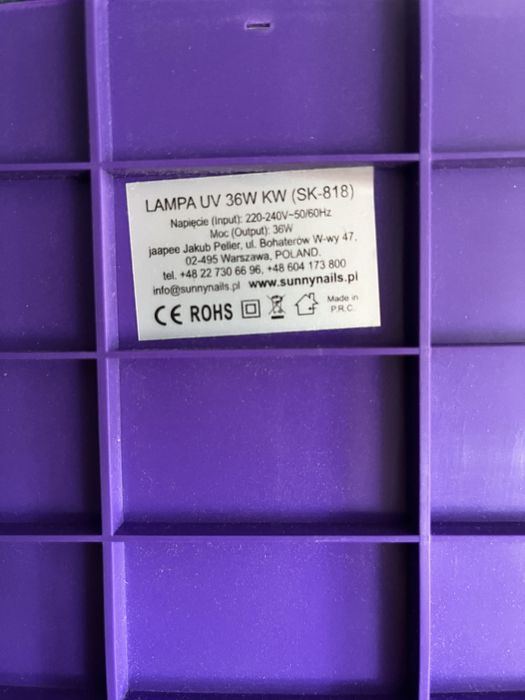 LAMPA UV 36W KW (SK-818)
Napięcie (Input): 220-240V~50/60Hz
Moc (Output): 36W
jaapee Jakub Peller, ul. Bohaterów W-wy 47,
02-495 Warszawa, POLAND.
tel. +48 22 730 66 96, +48 604 173 800
info@sunnynails.pl www.sunnynails.pl
CE ROHS Made in
P.R.C.